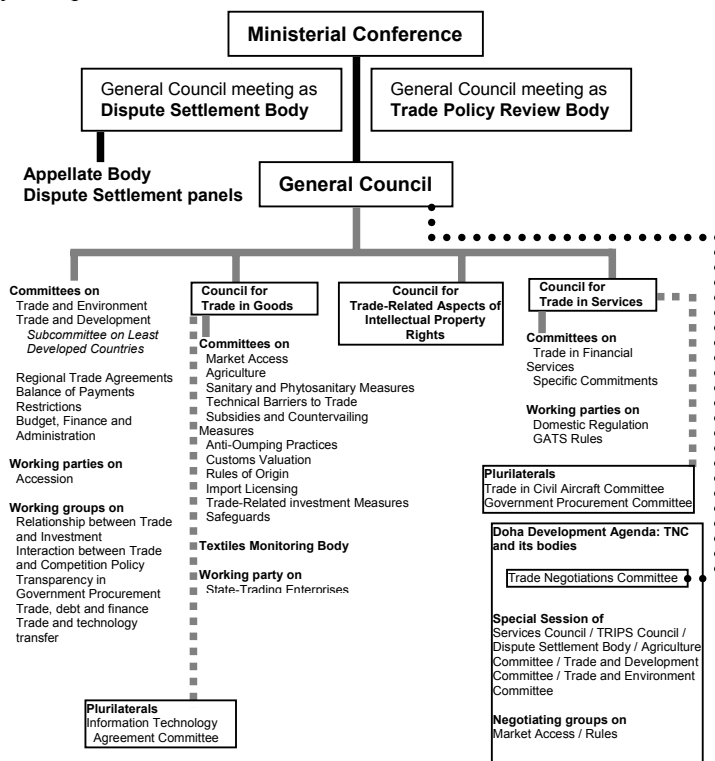 Ministerial Conference
General Council meeting as
Dispute Settlement Body
General Council meeting as
Trade Policy Review Body
Appellate Body
Dispute Settlement panels
General Council
Committees on
Trade and Environment
Trade and Development
Subcommittee on Least
Developed Countries
Regional Trade Agreements
Balance of Payments
Restrictions
Budget, Finance and
Administration
Working parties on
Accession
Working groups on
Relationship between Trade
and Investment
Interaction between Trade
and Competition Policy
Transparency in
Government Procurement
Trade, debt and finance
Trade and technology
transfer
Council for
Trade in Goods
Committees on
Market Access
Agriculture
Sanitary and Phytosanitary Measures
Technical Barriers to Trade
Subsidies and Countervailing
Measures
Anti-Oumping Practices
Customs Valuation
Rules of Origin
Import Licensing
Trade-Related investment Measures
Safeguards
Textiles Monitoring Body
Working party on
State-Trading Enterprises
Plurilaterals
Information Technology
Agreement Committee
Council for
Trade-Related Aspects of
Intellectual Property
Rights
Council for
Trade in Services
Committees on
Trade in Financial
Services
Specific Commitments
Working parties on
Domestic Regulation
GATS Rules
Plurilaterals
Trade in Civil Aircraft Committee
Government Procurement Committee
Doha Development Agenda: TNC
and its bodies
Trade Negotiations Committee
Special Session of
Services Council / TRIPS Council /
Dispute Settlement Body / Agriculture
Committee / Trade and Development
Committee / Trade and Environment
Committee
Negotiating groups on
Market Access / Rules